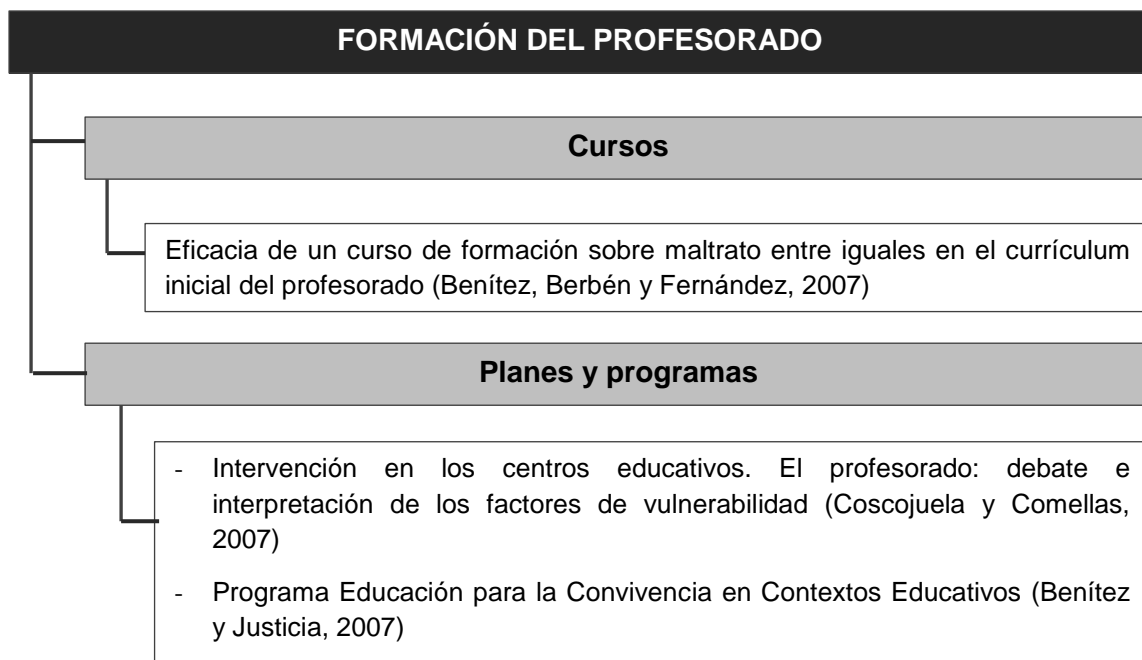 FORMACIÓN DEL PROFESORADO
Cursos
Eficacia de un curso de formación sobre maltrato entre iguales en el currículum
inicial del profesorado (Benítez, Berbén y Fernández, 2007)
Planes y programas
- Intervención en los centros educativos. El profesorado: debate e
interpretación de los factores de vulnerabilidad (Coscojuela y Comellas,
2007)
- Programa Educación para la Convivencia en Contextos Educativos (Benítez
y Justicia, 2007)